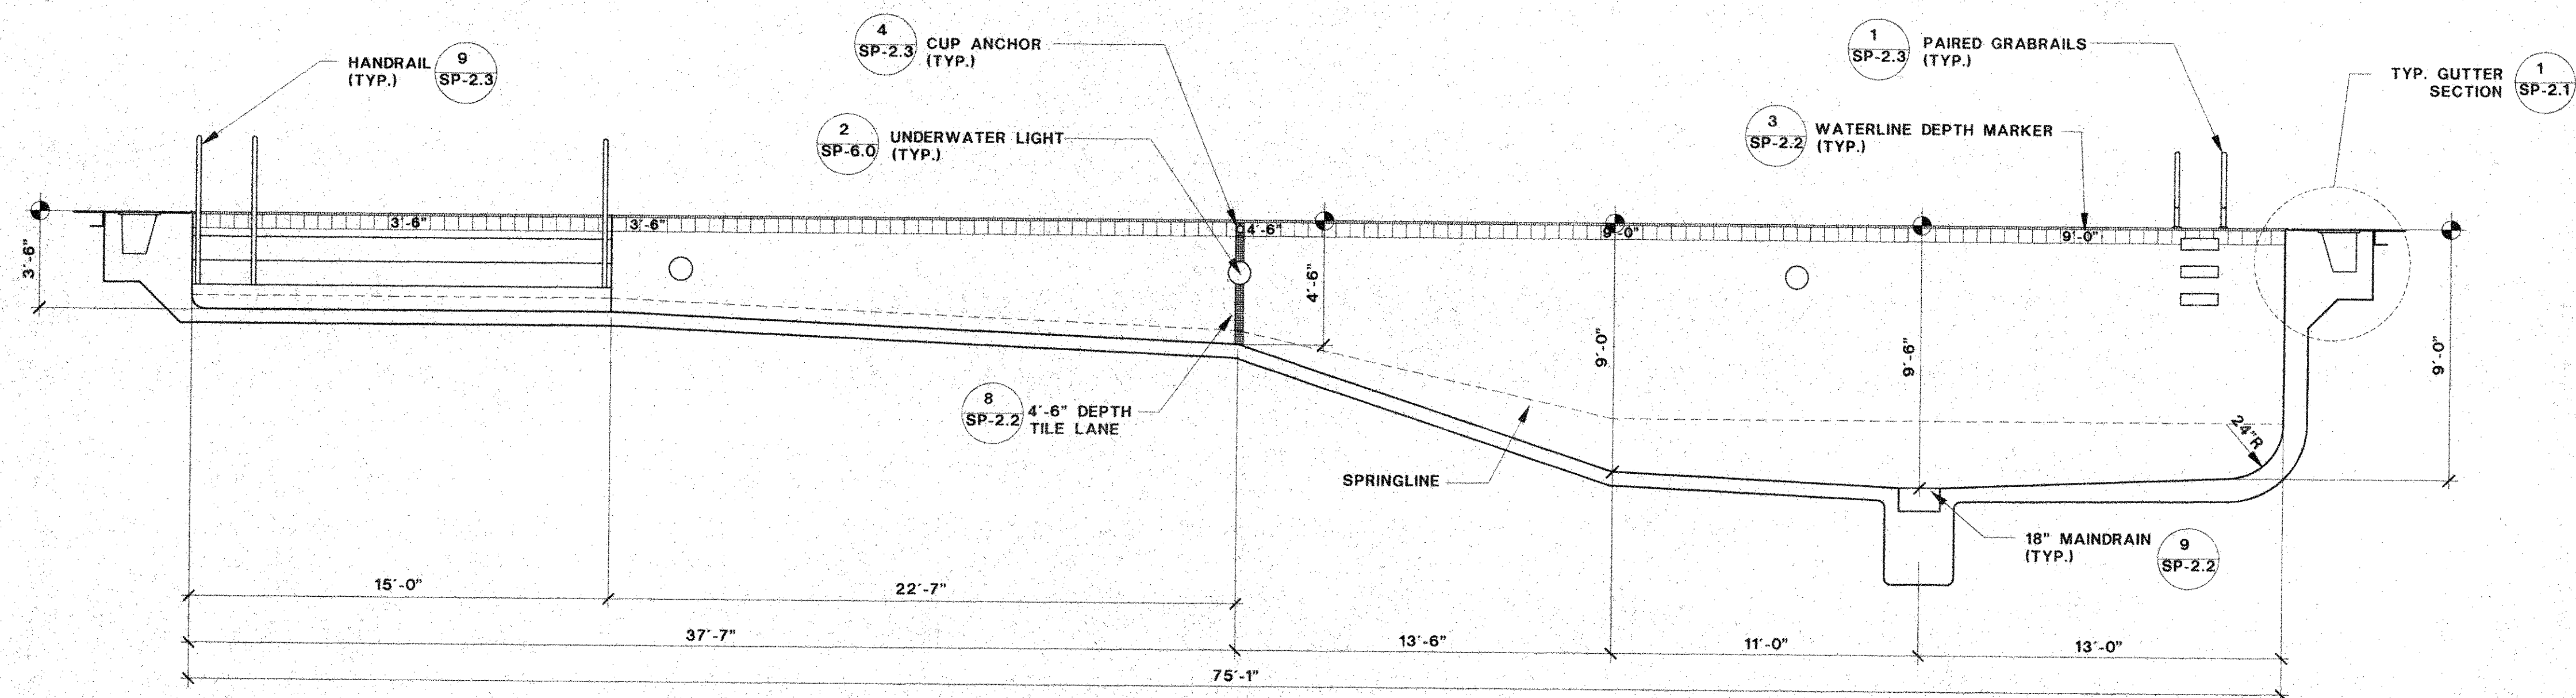 4
SP-2.3
CUP ANCHOR
(TYP.)
1
SP-2.3
PAIRED GRABRAILS
(TYP.)
HANDRAIL
(TYP.)
9
SP-2.3
TYP. GUTTER
SECTION
1
SP-2.1
2
SP-6.0
UNDERWATER LIGHT
(TYP.)
3
SP-2.2
WATERLINE DEPTH MARKER
(TYP.)
3'-6"
3'-6"
3'-6"
4'-6"
9'-0"
9'-0"
4'-6"
9'-0"
9'-6"
9'-0"
8
SP-2.2
4'-6" DEPTH
TILE LANE
24"R
SPRINGLINE
18" MAINDRAIN
(TYP.)
9
SP-2.2
15'-0"
22'-7"
37'-7"
13'-6"
11'-0"
13'-0"
75'-1"